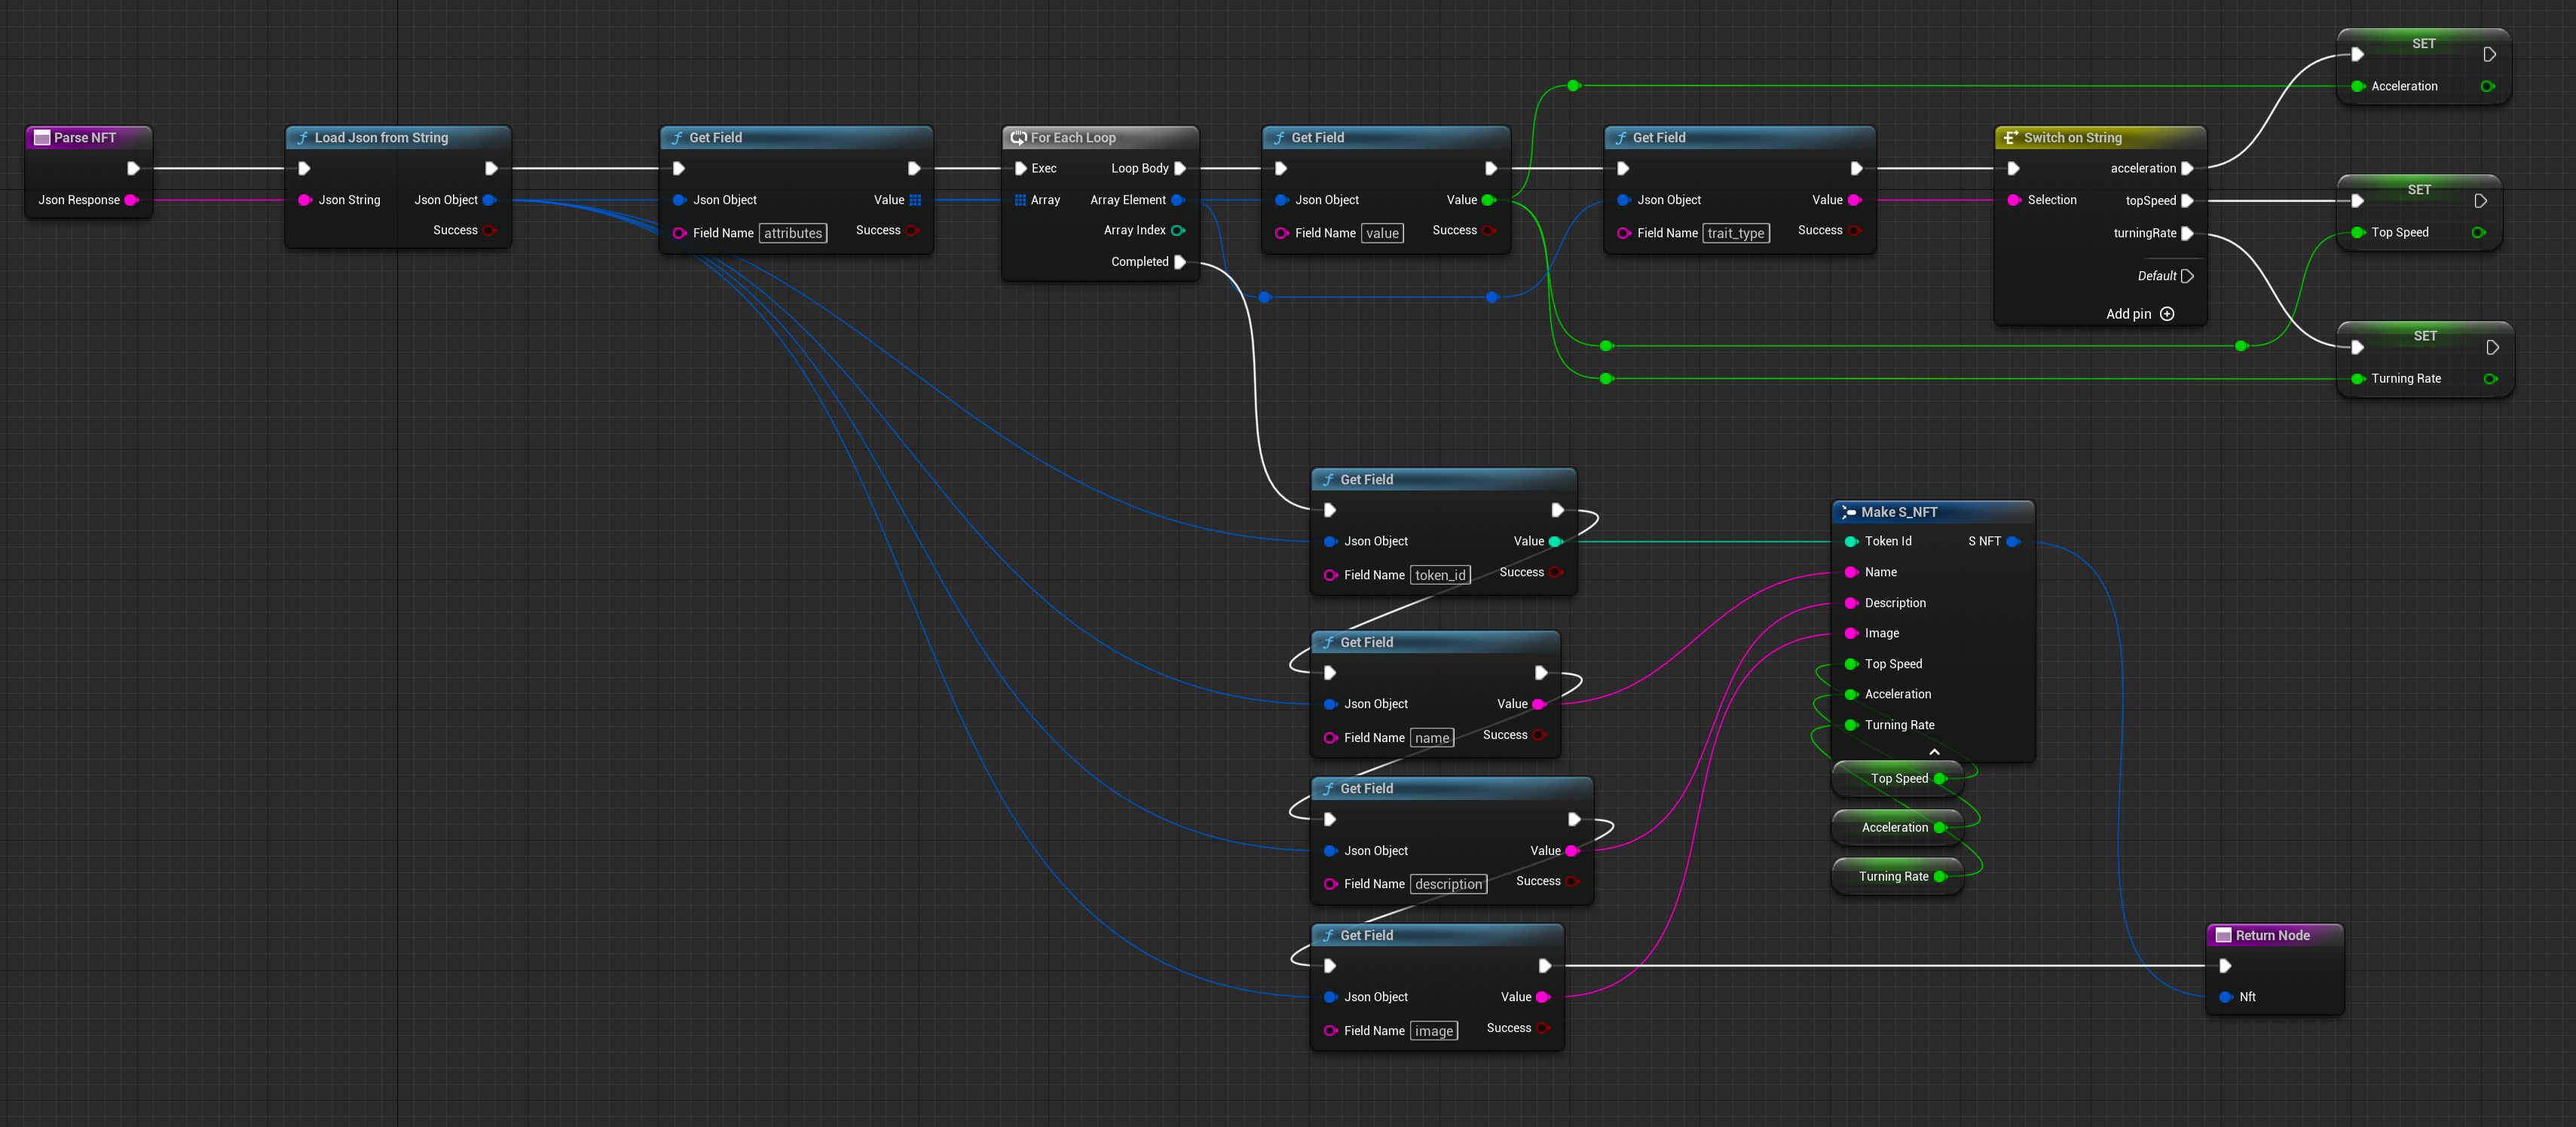 Parse NFT
Json Response
Load Json from String
Json String
Json Object
Success
Get Field
Json Object
Value
Field Name attributes
Success
For Each Loop
Exec
Loop Body
Array
Array Element
Array Index
Completed
Get Field
Json Object
Value
Field Name value
Success
Get Field
Json Object
Value
Field Name trait_type
Success
Switch on String
acceleration
Selection
topSpeed
turningRate
Default
Add pin
SET
Acceleration
SET
Top Speed
SET
Turning Rate
Get Field
Json Object
Value
Field Name token_id
Success
Get Field
Json Object
Value
Field Name name
Success
Get Field
Json Object
Value
Field Name description
Success
Get Field
Json Object
Value
Field Name image
Success
Make S_NFT
Token Id
S NFT
Name
Description
Image
Top Speed
Acceleration
Turning Rate
Top Speed
Acceleration
Turning Rate
Return Node
Nft